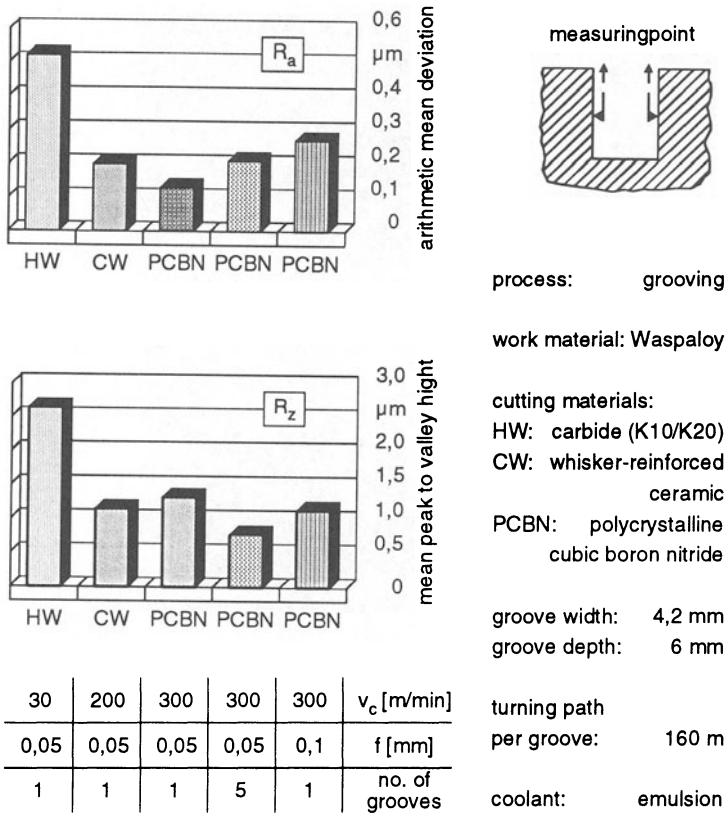 0,6
µm
0,4
0,3
0,2
0,1
0
arithmetic mean deviation
Ra
HW CW PCBN PCBN PCBN
3,0
µm
2,0
1,5
1,0
0,5
0
mean peak to valley hight
Rz
HW CW PCBN PCBN PCBN
30 200 300 300 300 vc [m/min]
0,05 0,05 0,05 0,05 0,1 f [mm]
1 1 1 5 1 no. of
grooves
measuringpoint
process: grooving
work material: Waspaloy
cutting materials:
HW: carbide (K10/K20)
CW: whisker-reinforced
ceramic
PCBN: polycrystalline
cubic boron nitride
groove width: 4,2 mm
groove depth: 6 mm
turning path
per groove: 160 m
coolant: emulsion